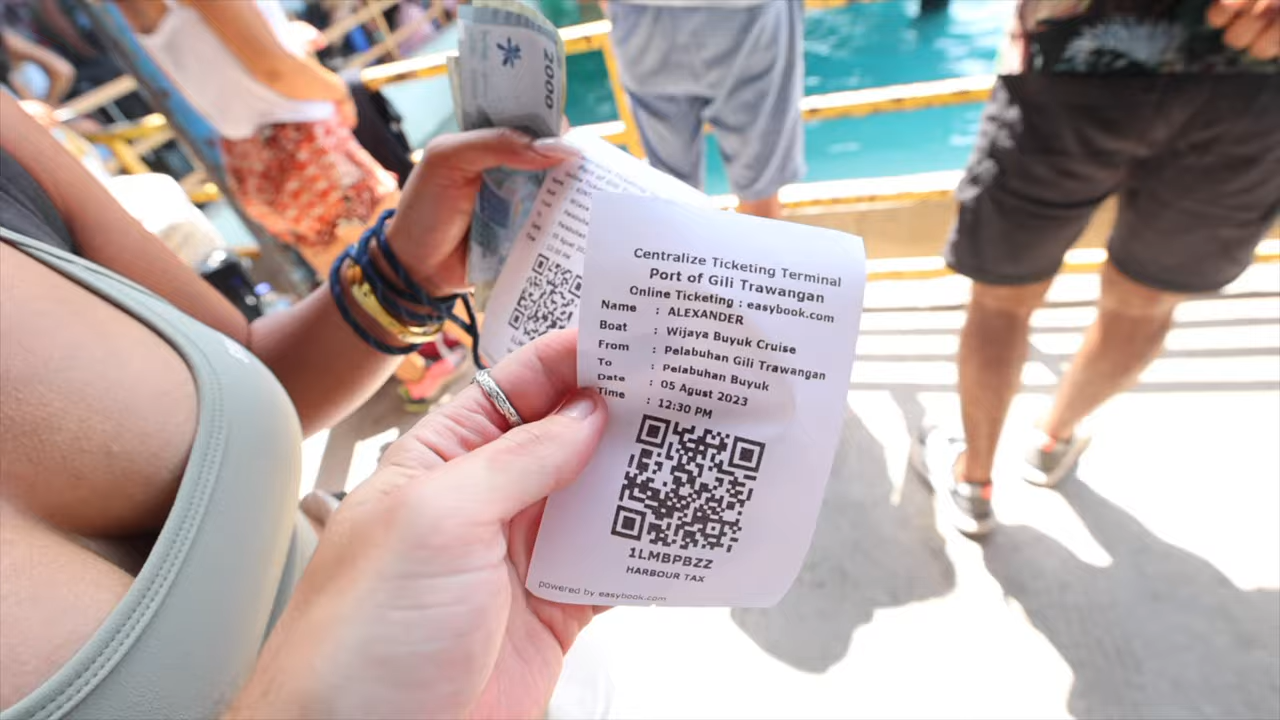 2000
Centralize Ticketing Terminal
Port of Gili Trawangan
Online Ticketing : easybook.com
Name : ALEXANDER
Boat : Wijaya Buyuk Cruise
From : Pelabuhan Gili Trawangan
To : Pelabuhan Buyuk
Date : 05 Agust 2023
Time : 12:30 PM
1LMBPBZZ
HARBOUR TAX
powered by easybook.com